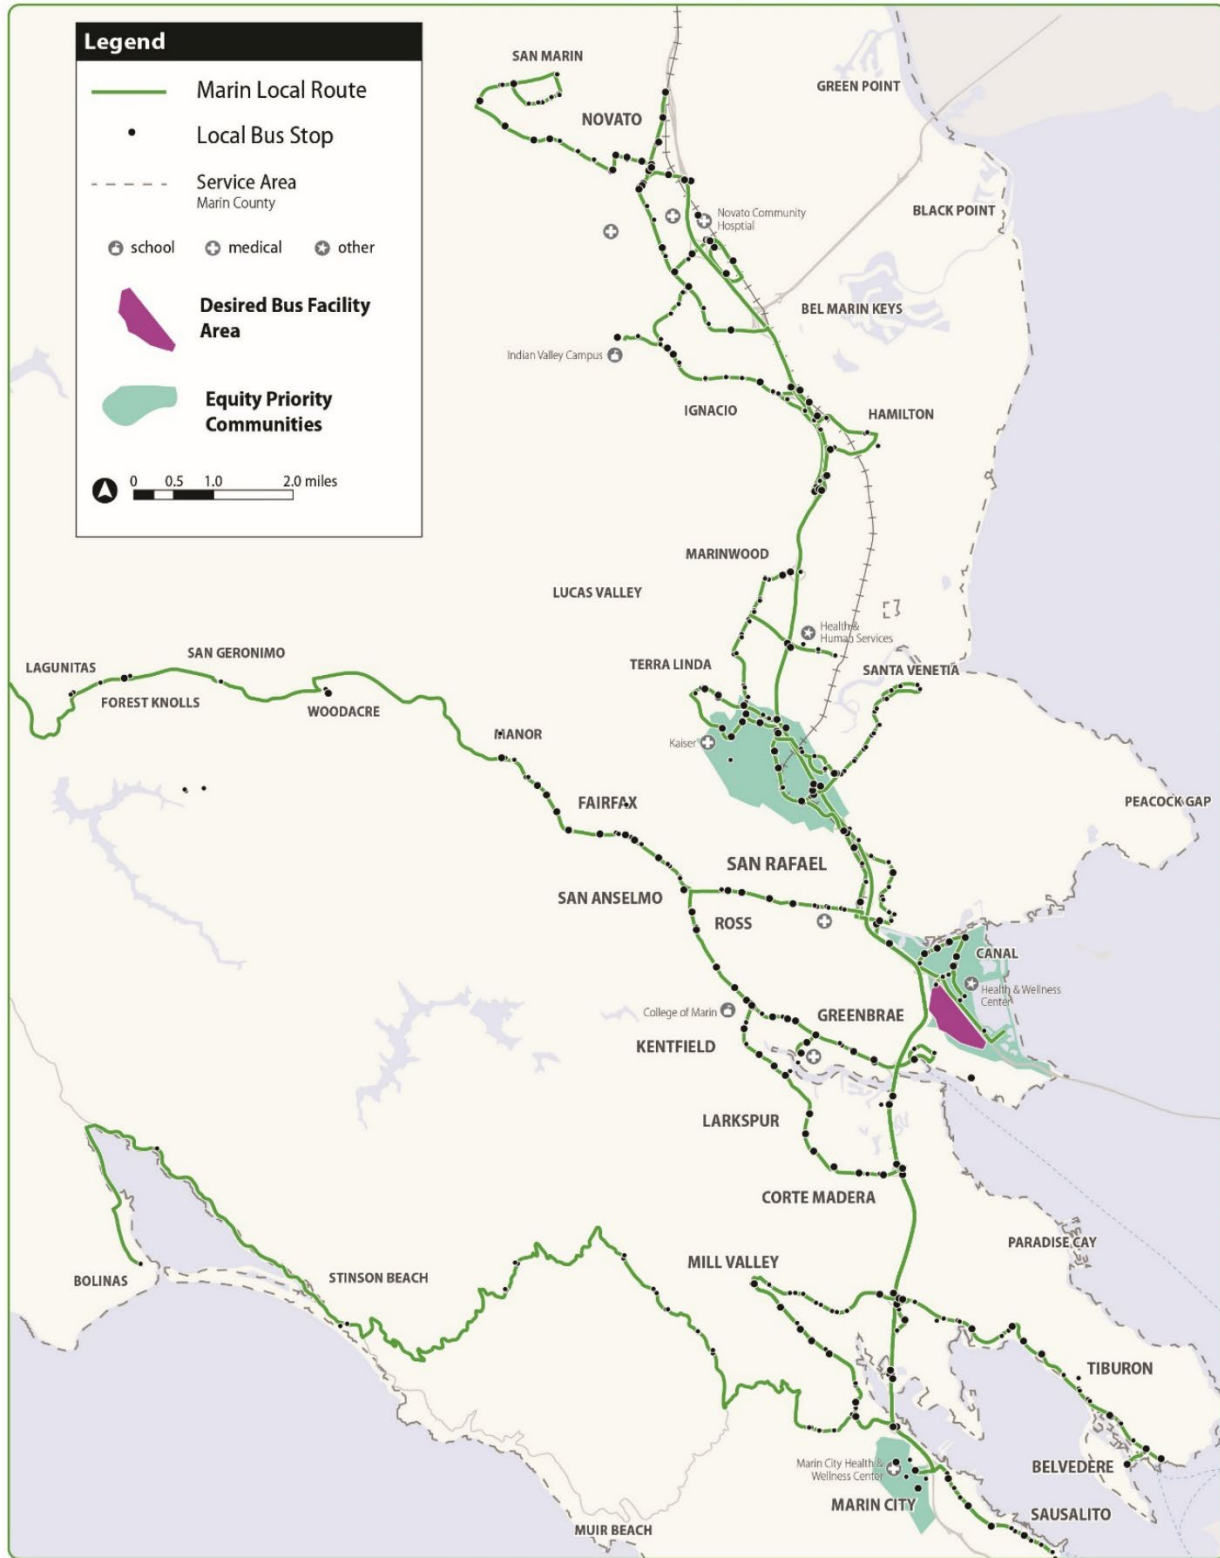 Legend
Marin Local Route
Local Bus Stop
Service Area
Marin County
school
medical
other
Desired Bus Facility
Area
Equity Priority
Communities
0 0.5 1.0 2.0 miles
SAN MARIN
GREEN POINT
NOVATO
Novato Community
Hosptial
BLACK POINT
BEL MARIN KEYS
Indian Valley Campus
IGNACIO
HAMILTON
MARINWOOD
LUCAS VALLEY
Health &
Human Services
SAN GERONIMO
LAGUNITAS
TERRA LINDA
SANTA VENETIA
FOREST KNOLLS
WOODACRE
MANOR
Kaiser
FAIRFAX
PEACOCK GAP
SAN RAFAEL
SAN ANSELMO
ROSS
CANAL
Health & Wellness
Center
College of Marin
GREENBRAE
KENTFIELD
LARKSPUR
CORTE MADERA
PARADISE CAY
MILL VALLEY
BOLINAS
STINSON BEACH
TIBURON
Marin City Health &
Wellness Center
BELVEDERE
MARIN CITY
SAUSALITO
MUIR BEACH